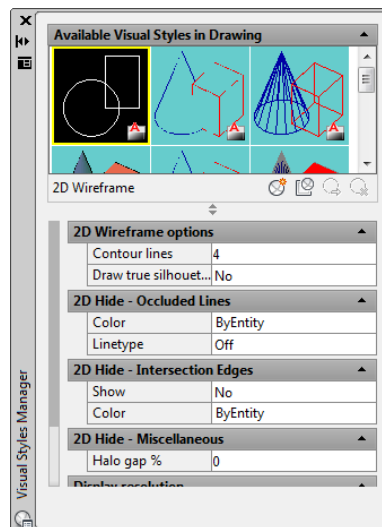 Available Visual Styles in Drawing
2D Wireframe
2D Wireframe options
Contour lines 4
Draw true silhouet... No
2D Hide - Occluded Lines
Color ByEntity
Linetype Off
2D Hide - Intersection Edges
Show No
Color ByEntity
2D Hide - Miscellaneous
Halo gap % 0
Display resolution
Visual Styles Manager